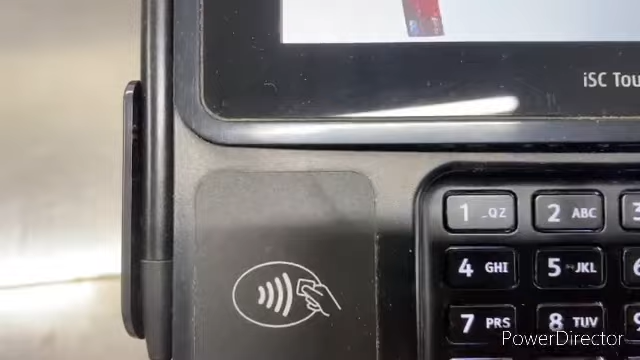 iSC Tou
1 _QZ
2 ABC
4 GHI
5 JKL
7 PRS
8 TUV
PowerDirector